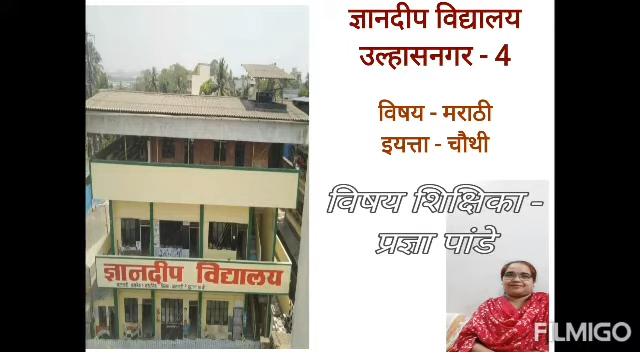 ज्ञानदीप विद्यालय
उल्हासनगर - 4
विषय - मराठी
इयत्ता - चौथी
विषय शिक्षिका -
प्रज्ञा पांडे
ज्ञानदीप विद्यालय
FILMIGO